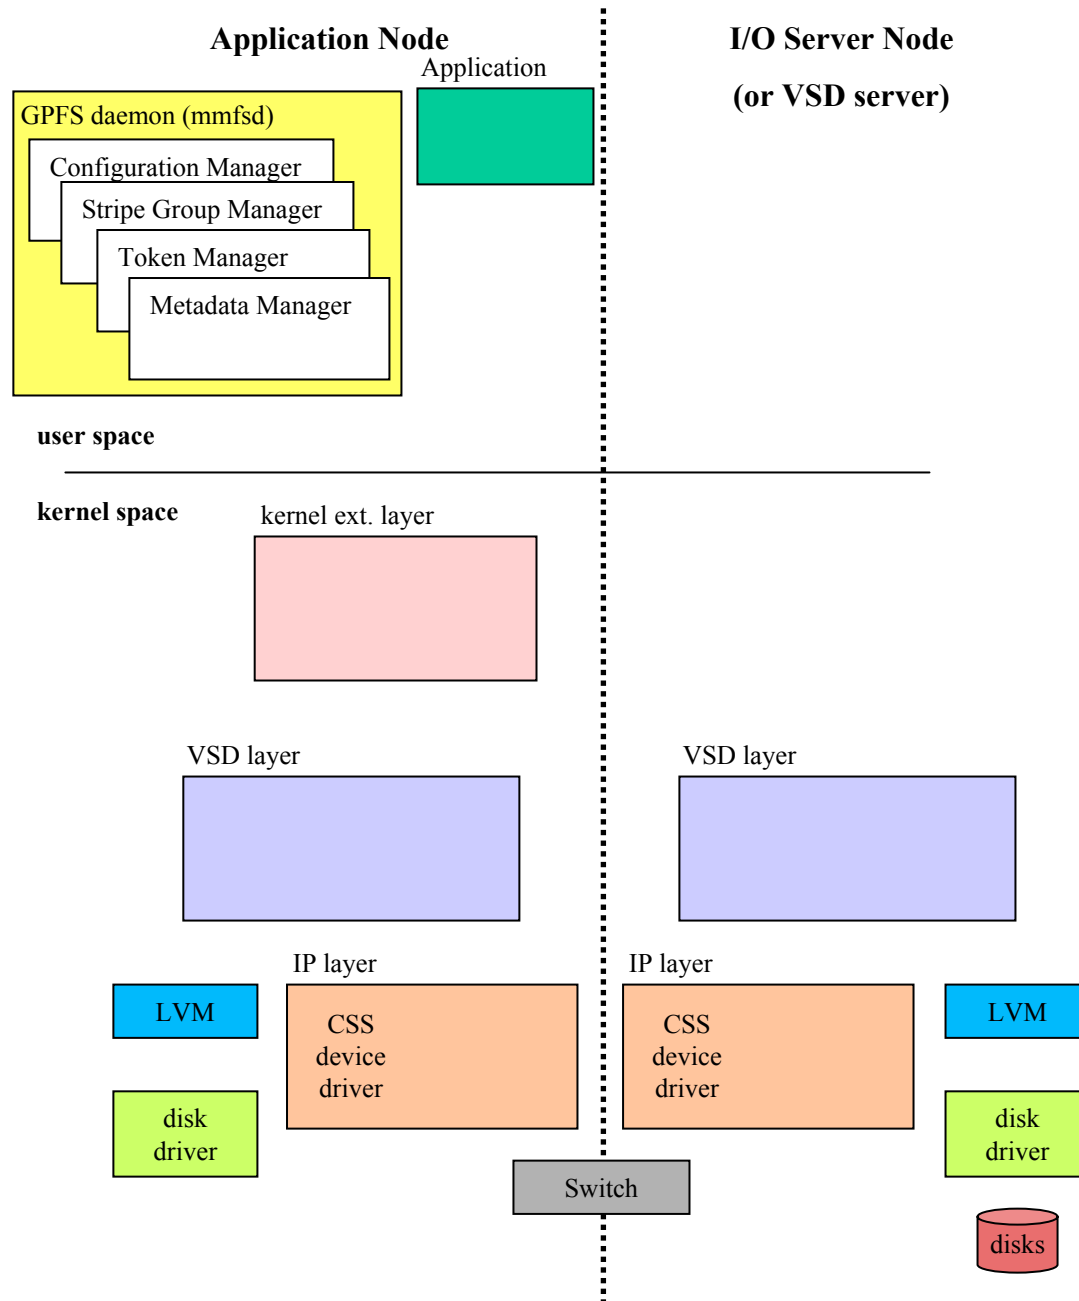 Application Node
I/O Server Node
(or VSD server)
Application
GPFS daemon (mmfsd)
Configuration Manager
Stripe Group Manager
Token Manager
Metadata Manager
user space
kernel space
kernel ext. layer
VSD layer
VSD layer
IP layer
IP layer
LVM
CSS
device
driver
CSS
device
driver
LVM
disk
driver
disk
driver
Switch
disks